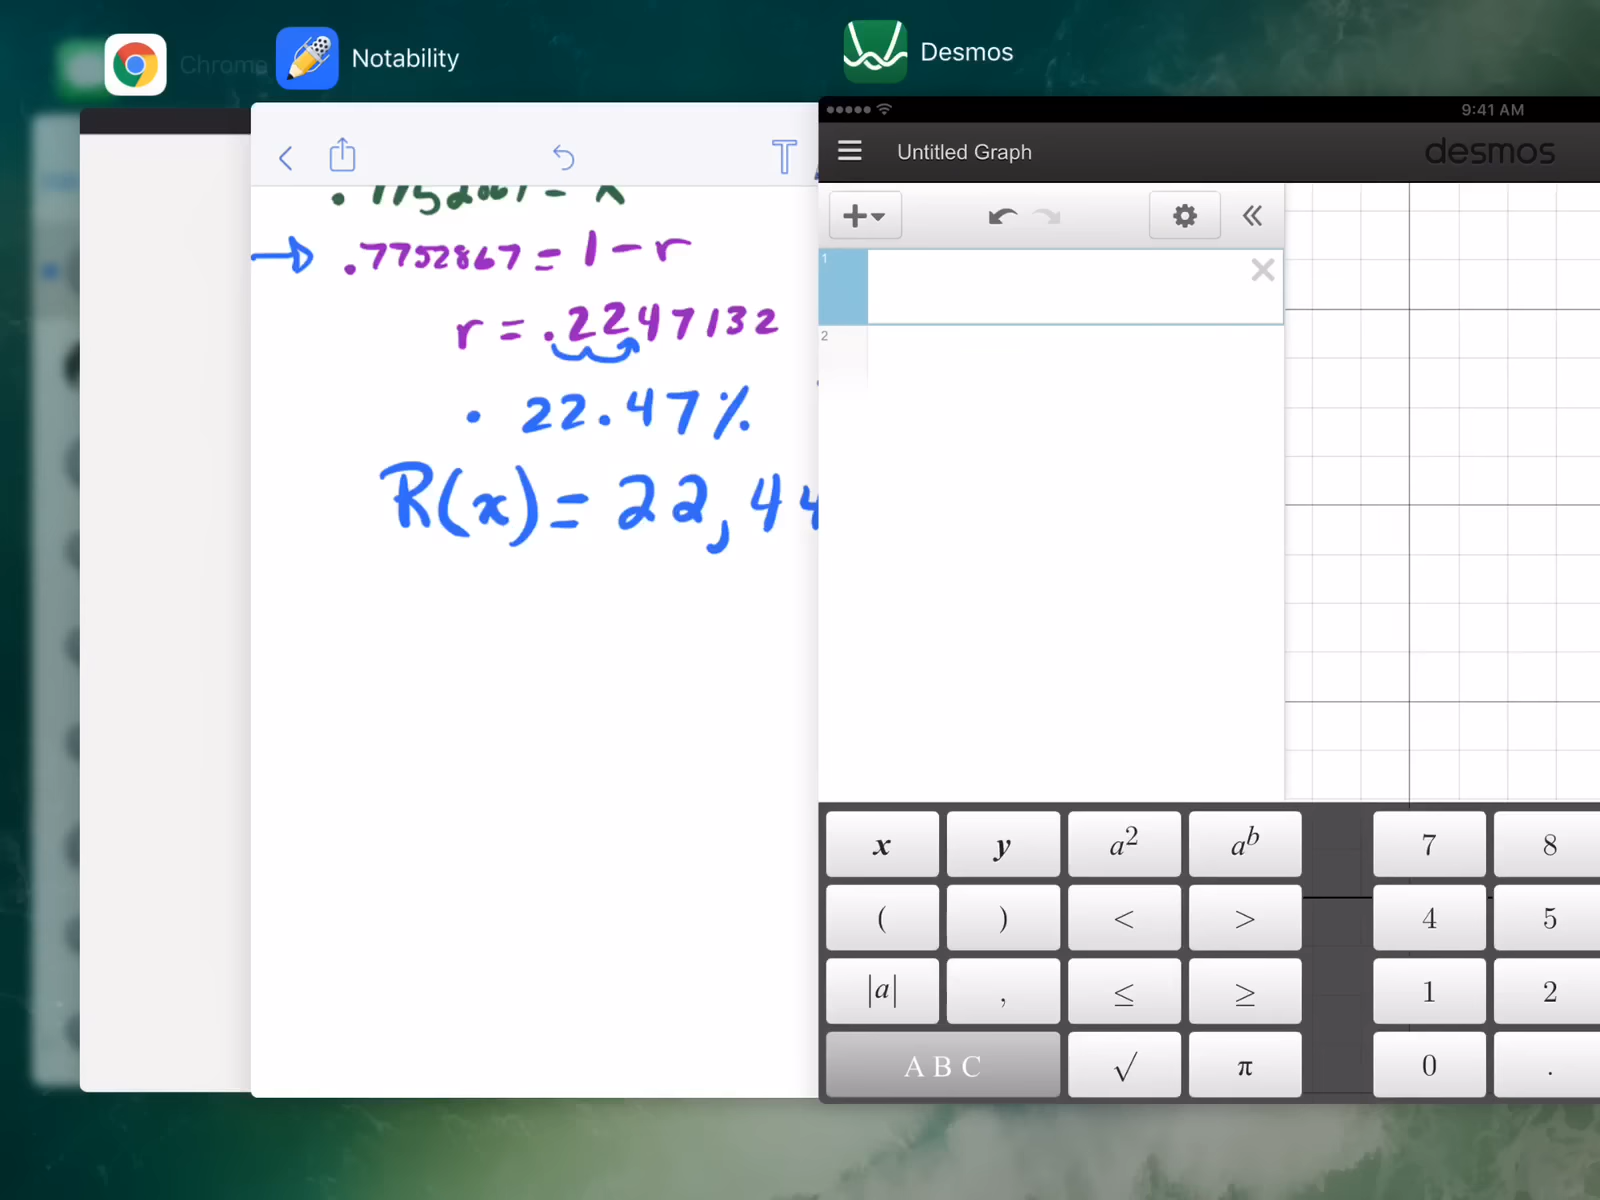 Chrome
Notability
Desmos
9:41 AM
Untitled Graph
desmos
.7752867 = x
→ .7752867 = 1 - r
r = .2247132
. 22.47%
R(x) = 22,44
1
2
x y a² aᵇ 7 8
( ) < > 4 5
|a| , ≤ ≥ 1 2
A B C √ π 0 .